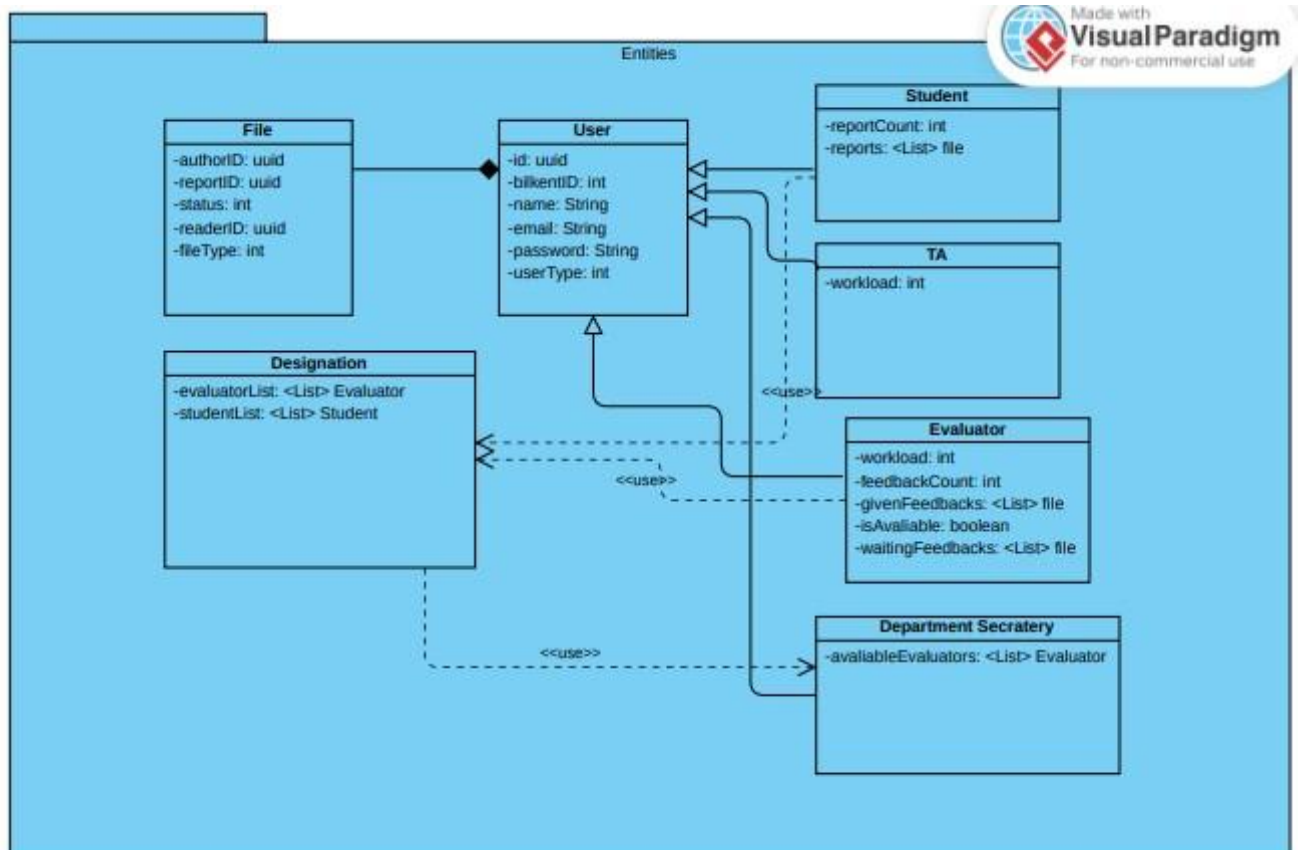 Made with
Visual Paradigm
For non-commercial use
Entities
File
-authorID: uuid
-reportID: uuid
-status: int
-readerID: uuid
-fileType: int
User
-id: uuid
-bilkentID: int
-name: String
-email: String
-password: String
-userType: int
Student
-reportCount: int
-reports: <List> file
TA
-workload: int
<<use>>
Designation
-evaluatorList: <List> Evaluator
-studentList: <List> Student
<<use>>
Evaluator
-workload: int
-feedbackCount: int
-givenFeedbacks: <List> file
-isAvaliable: boolean
-waitingFeedbacks: <List> file
<<use>>
Department Secratery
-avaliableEvaluators: <List> Evaluator